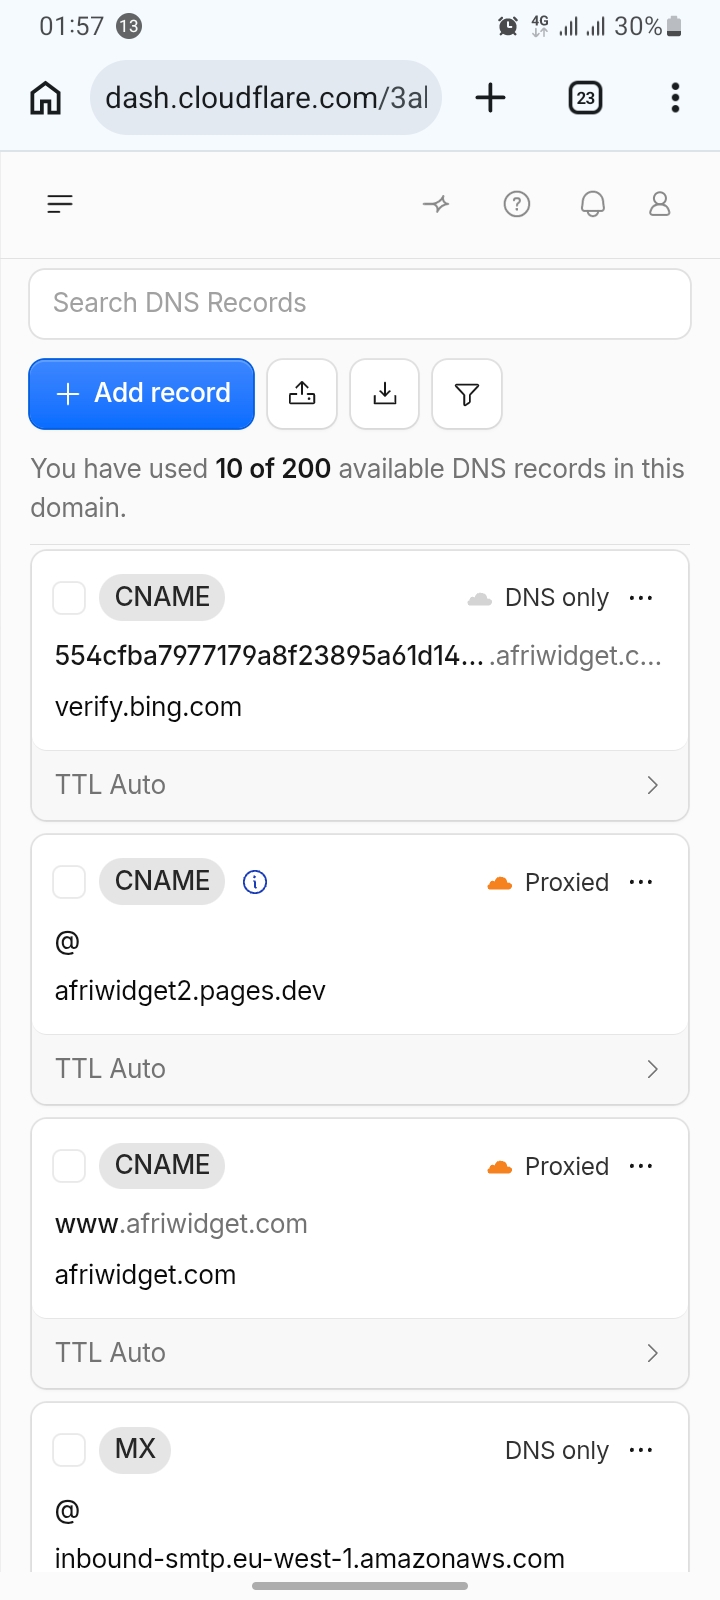 01:57 13 4G 30%
dash.cloudflare.com/3al 23
Search DNS Records
Add record
You have used 10 of 200 available DNS records in this
domain.
CNAME DNS only
554cfba7977179a8f23895a61d14... .afriwidget.c...
verify.bing.com
TTL Auto
CNAME Proxied
@
afriwidget2.pages.dev
TTL Auto
CNAME Proxied
www.afriwidget.com
afriwidget.com
TTL Auto
MX DNS only
@
inbound-smtp.eu-west-1.amazonaws.com